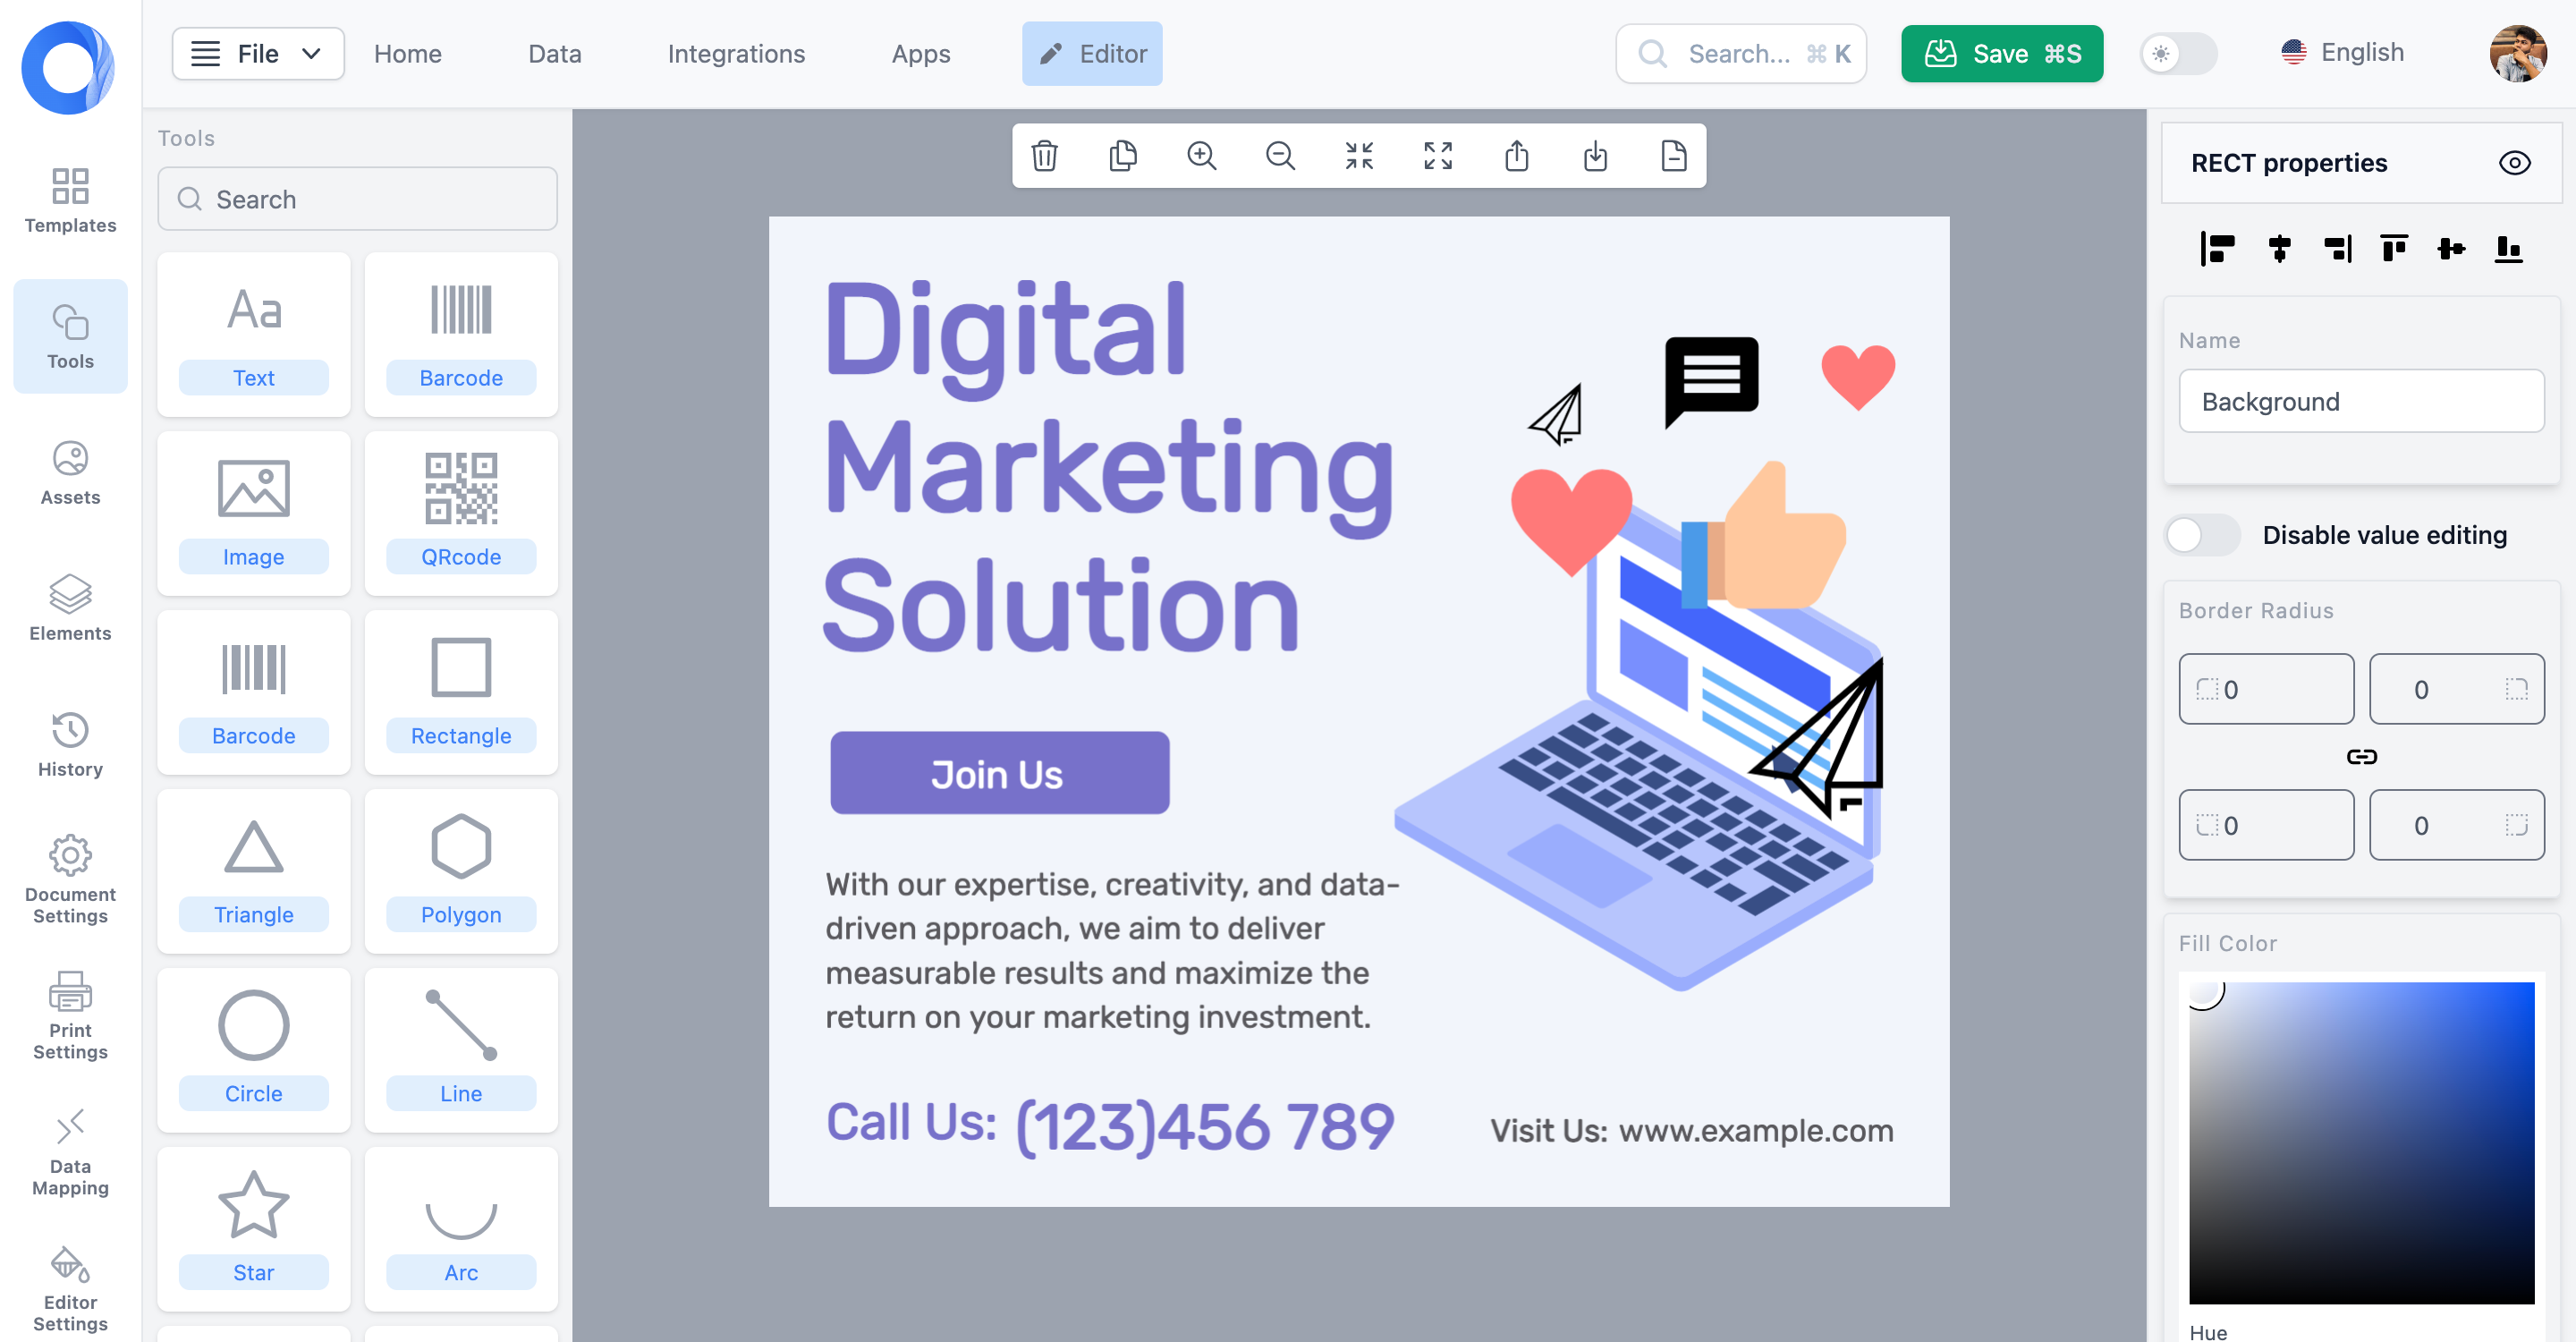 File
Home
Data
Integrations
Apps
Editor
Search... ⌘ K
Save ⌘S
English
Templates
Tools
Assets
Elements
History
Document
Settings
Print
Settings
Data
Mapping
Editor
Settings
Tools
Search
Aa
Text
Barcode
Image
QRcode
Barcode
Rectangle
Triangle
Polygon
Circle
Line
Star
Arc
Digital
Marketing
Solution
Join Us
With our expertise, creativity, and data-
driven approach, we aim to deliver
measurable results and maximize the
return on your marketing investment.
Call Us: (123)456 789
Visit Us: www.example.com
RECT properties
Name
Background
Disable value editing
Border Radius
0
0
0
0
Fill Color
Hue